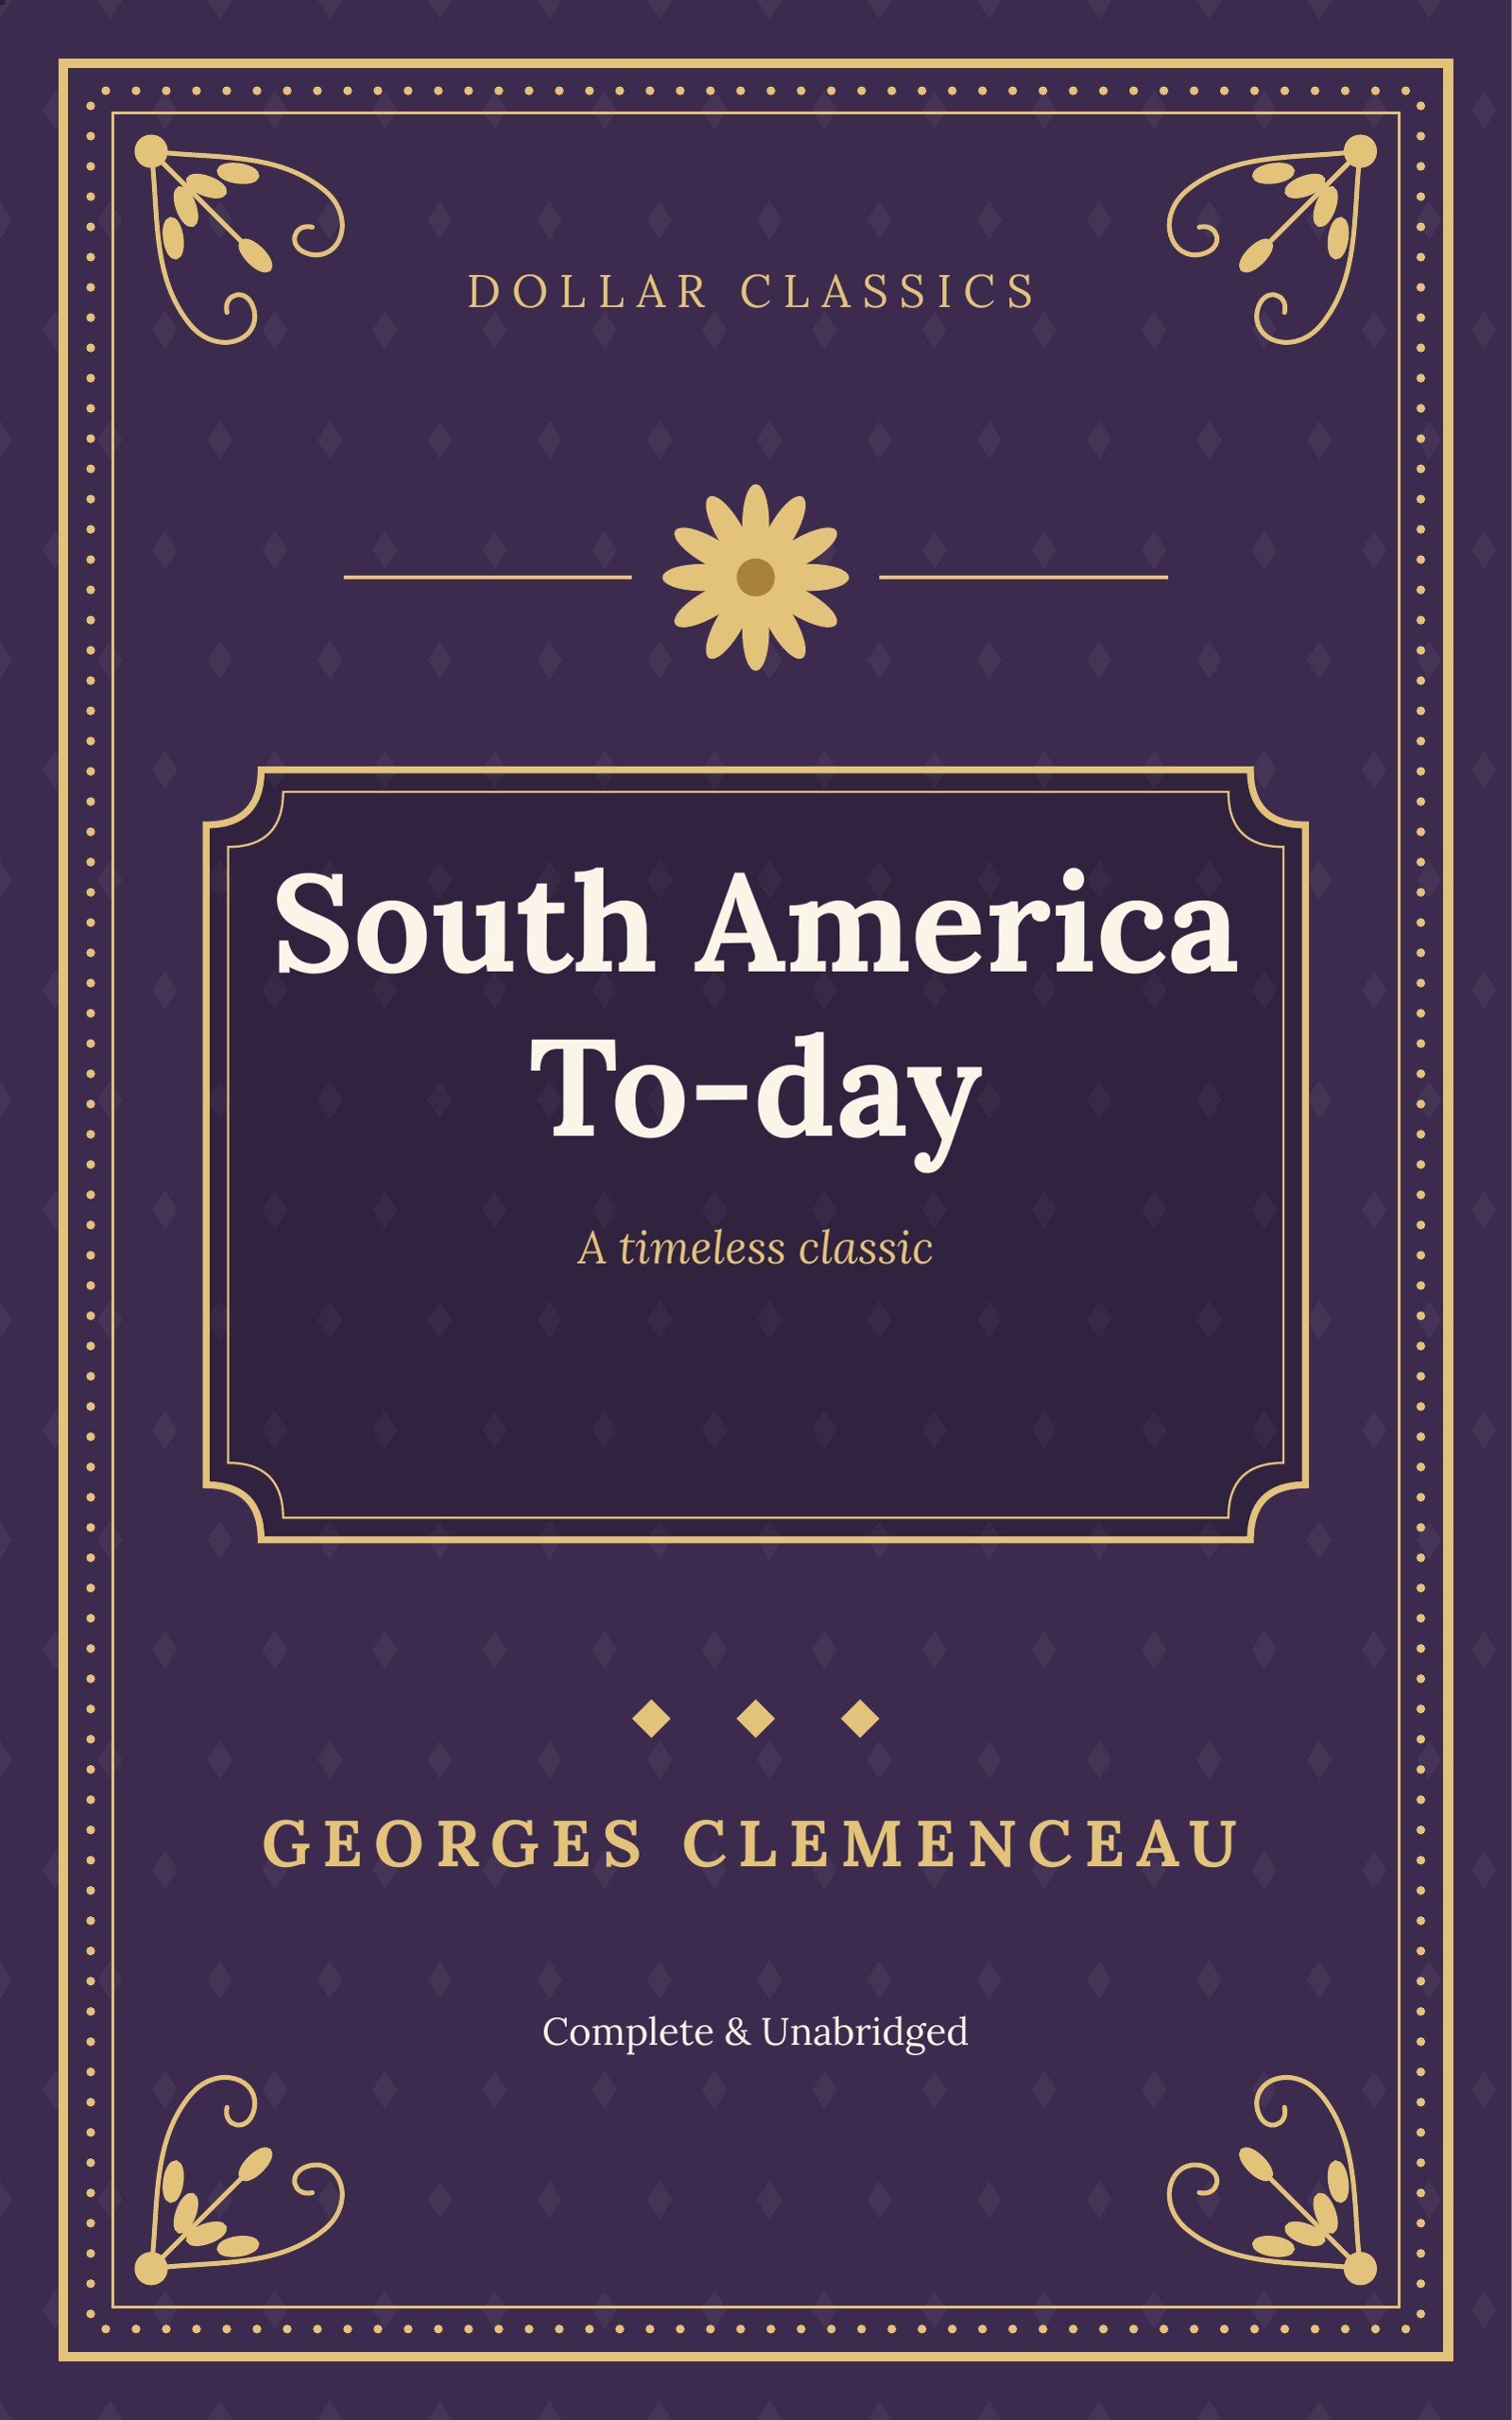 DOLLAR CLASSICS
South America
To-day
A timeless classic
GEORGES CLEMENCEAU
Complete & Unabridged